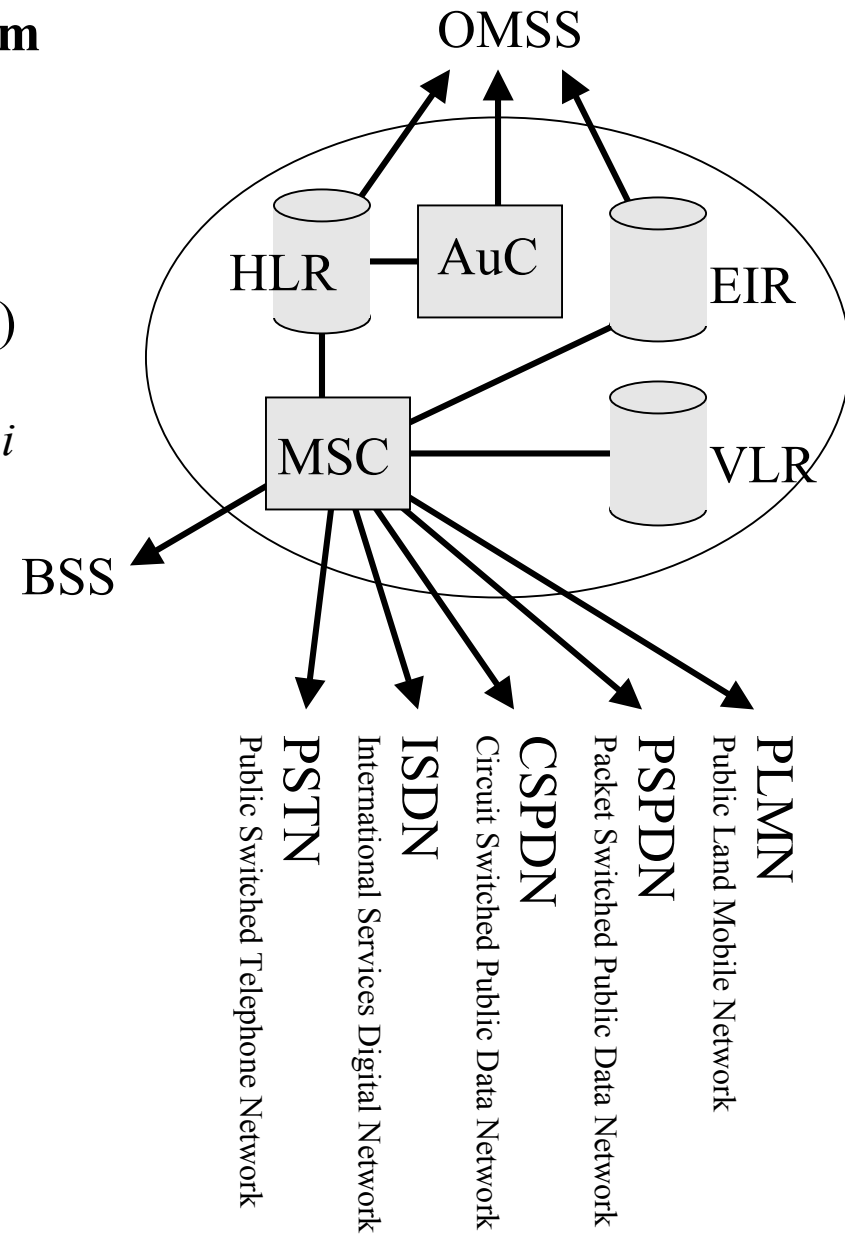 m
OMSS
HLR
AuC
EIR
)
i
MSC
VLR
BSS
PSTN
Public Switched Telephone Network
ISDN
International Services Digital Network
CSPDN
Circuit Switched Public Data Network
PSPDN
Packet Switched Public Data Network
PLMN
Public Land Mobile Network